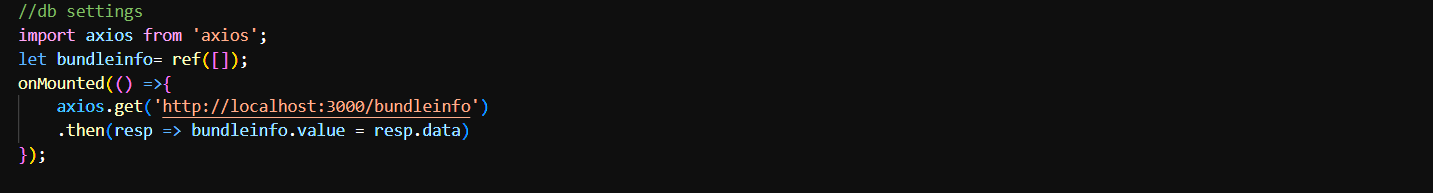 //db settings
import axios from 'axios';
let bundleinfo= ref([]);
onMounted(() =>{
    axios.get('http://localhost:3000/bundleinfo')
    .then(resp => bundleinfo.value = resp.data)
});